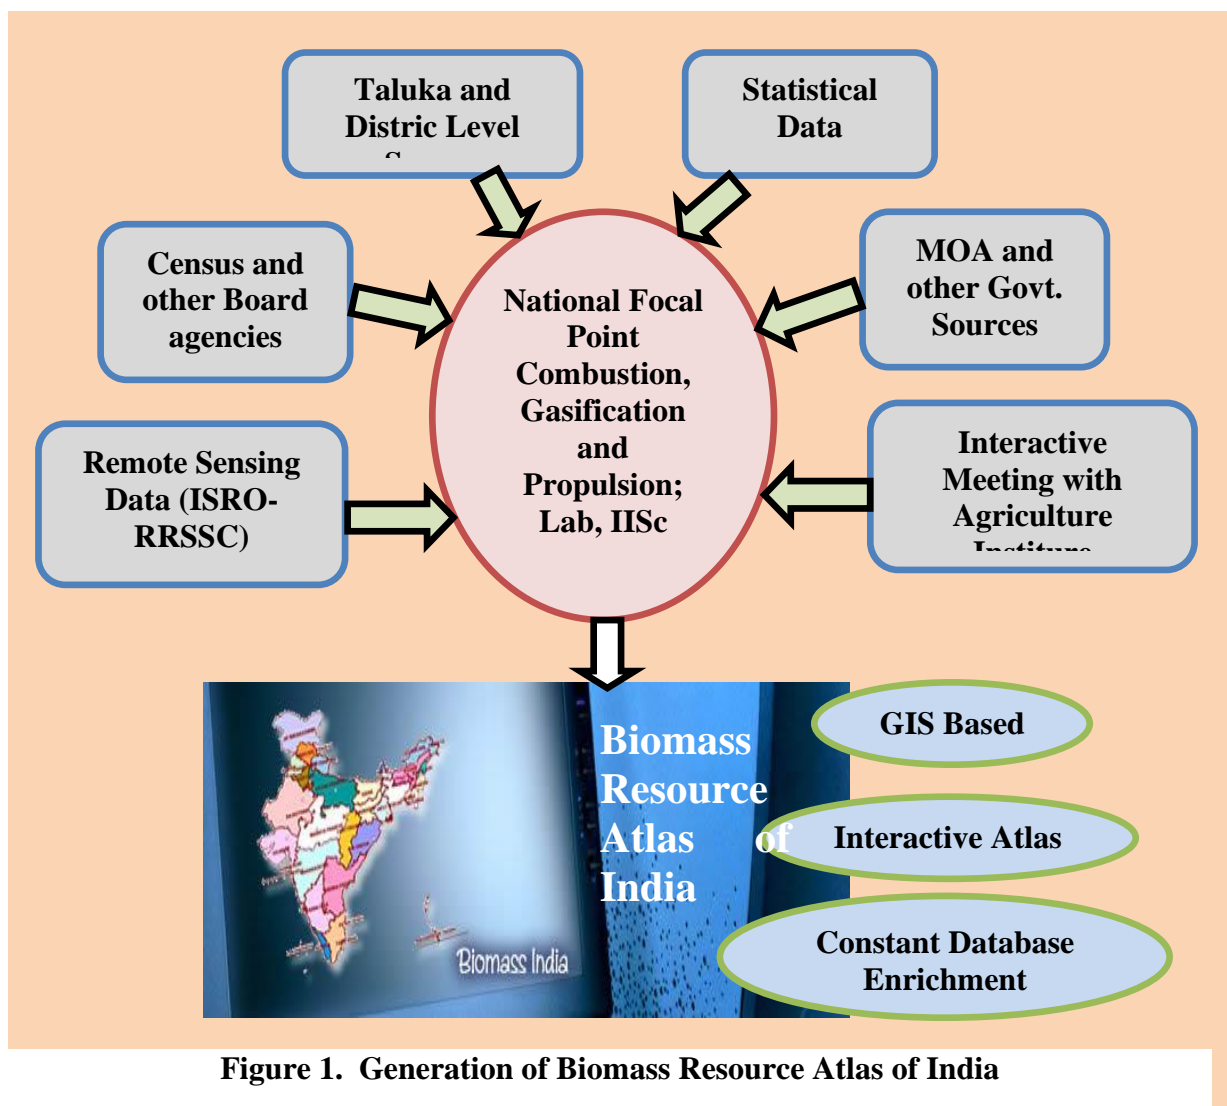 Taluka and
Distric Level
Statistical
Data
Census and
other Board
agencies
MOA and
other Govt.
Sources
National Focal
Point
Combustion,
Gasification
and
Propulsion;
Lab, IISc
Remote Sensing
Data (ISRO-
RRSSC)
Interactive
Meeting with
Agriculture
Biomass
Resource
Atlas of
India
Biomass India
GIS Based
Interactive Atlas
Constant Database
Enrichment
Figure 1. Generation of Biomass Resource Atlas of India